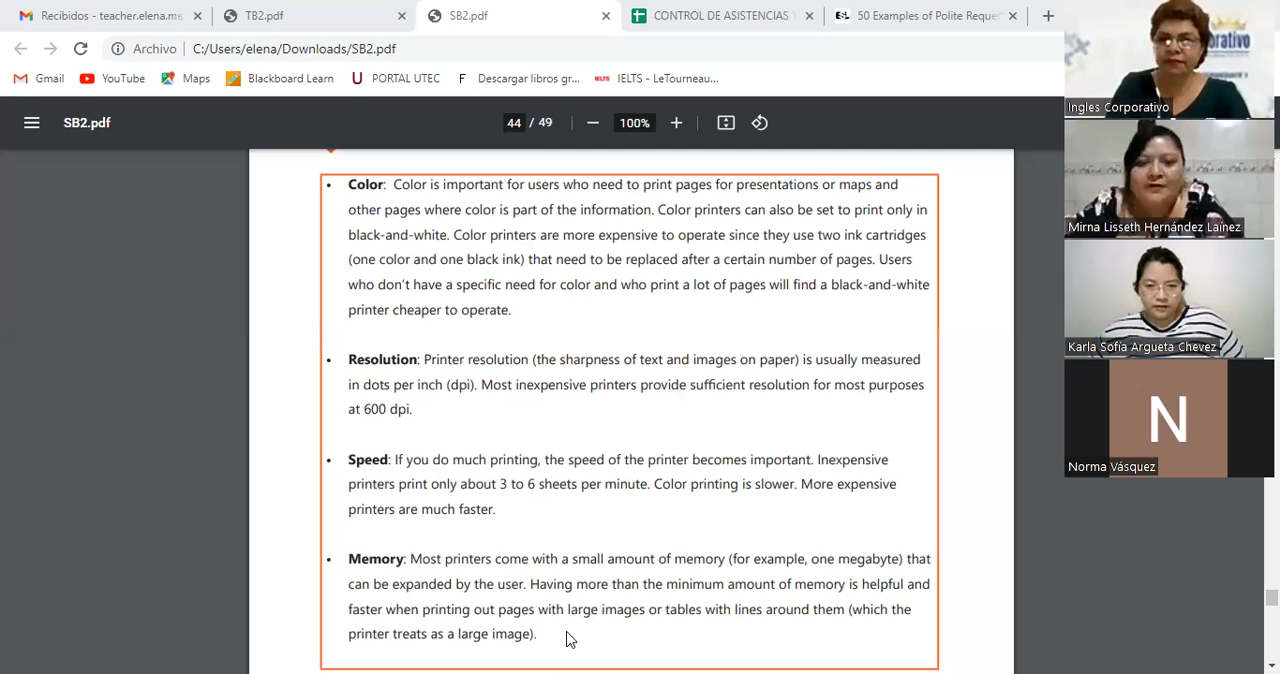 Recibidos - teacher.elena.me
TB2.pdf
SB2.pdf
CONTROL DE ASISTENCIAS
50 Examples of Polite Reque
Archivo
C:/Users/elena/Downloads/SB2.pdf
Gmail
YouTube
Maps
Blackboard Learn
PORTAL UTEC
Descargar libros gr...
IELTS - LeTourneau...
SB2.pdf
44 / 49
100%
• Color: Color is important for users who need to print pages for presentations or maps and
other pages where color is part of the information. Color printers can also be set to print only in
black-and-white. Color printers are more expensive to operate since they use two ink cartridges
(one color and one black ink) that need to be replaced after a certain number of pages. Users
who don't have a specific need for color and who print a lot of pages will find a black-and-white
printer cheaper to operate.
• Resolution: Printer resolution (the sharpness of text and images on paper) is usually measured
in dots per inch (dpi). Most inexpensive printers provide sufficient resolution for most purposes
at 600 dpi.
• Speed: If you do much printing, the speed of the printer becomes important. Inexpensive
printers print only about 3 to 6 sheets per minute. Color printing is slower. More expensive
printers are much faster.
• Memory: Most printers come with a small amount of memory (for example, one megabyte) that
can be expanded by the user. Having more than the minimum amount of memory is helpful and
faster when printing out pages with large images or tables with lines around them (which the
printer treats as a large image).
Ingles Corporativo
Mirna Lisseth Hernández Laínez
Karla Sofía Argueta Chevez
N
Norma Vásquez